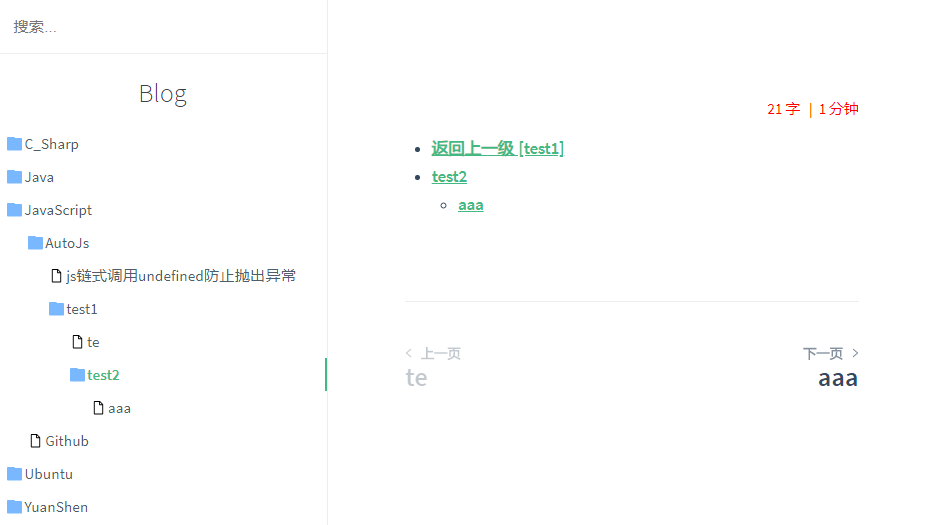 搜索...
Blog
C_Sharp
Java
JavaScript
AutoJs
js链式调用undefined防止抛出异常
test1
te
test2
aaa
Github
Ubuntu
YuanShen
21 字 | 1 分钟
返回上一级 [test1]
test2
aaa
上一页
te
下一页
aaa